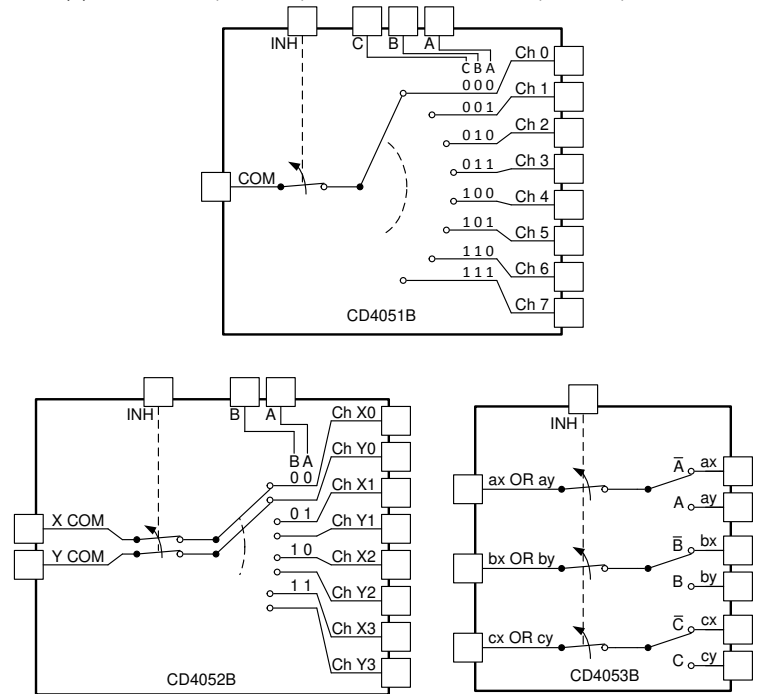 INH C B A
C B A
Ch 0
0 0 0
Ch 1
0 0 1
Ch 2
0 1 0
Ch 3
0 1 1
COM
Ch 4
1 0 0
Ch 5
1 0 1
Ch 6
1 1 0
1 1 1
Ch 7
CD4051B
INH B A
Ch X0
B A
Ch Y0
0 0
Ch X1
0 1
Ch Y1
X COM
1 0
Ch X2
Y COM
Ch Y2
1 1
Ch X3
Ch Y3
CD4052B
INH
ax OR ay
A̅ ax
A ay
bx OR by
B̅ bx
B by
cx OR cy
C̅ cx
C cy
CD4053B